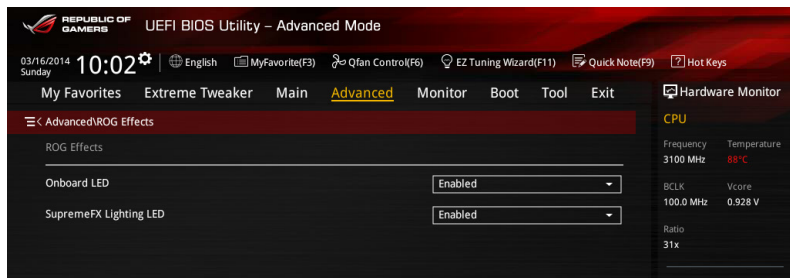 REPUBLIC OF
GAMERS
UEFI BIOS Utility – Advanced Mode
03/16/2014
Sunday
10:02
English
MyFavorite(F3)
Qfan Control(F6)
EZ Tuning Wizard(F11)
Quick Note(F9)
? Hot Keys
My Favorites Extreme Tweaker Main Advanced Monitor Boot Tool Exit
Hardware Monitor
Advanced\ROG Effects
ROG Effects
Onboard LED Enabled
SupremeFX Lighting LED Enabled
CPU
Frequency Temperature
3100 MHz 88°C
BCLK Vcore
100.0 MHz 0.928 V
Ratio
31x